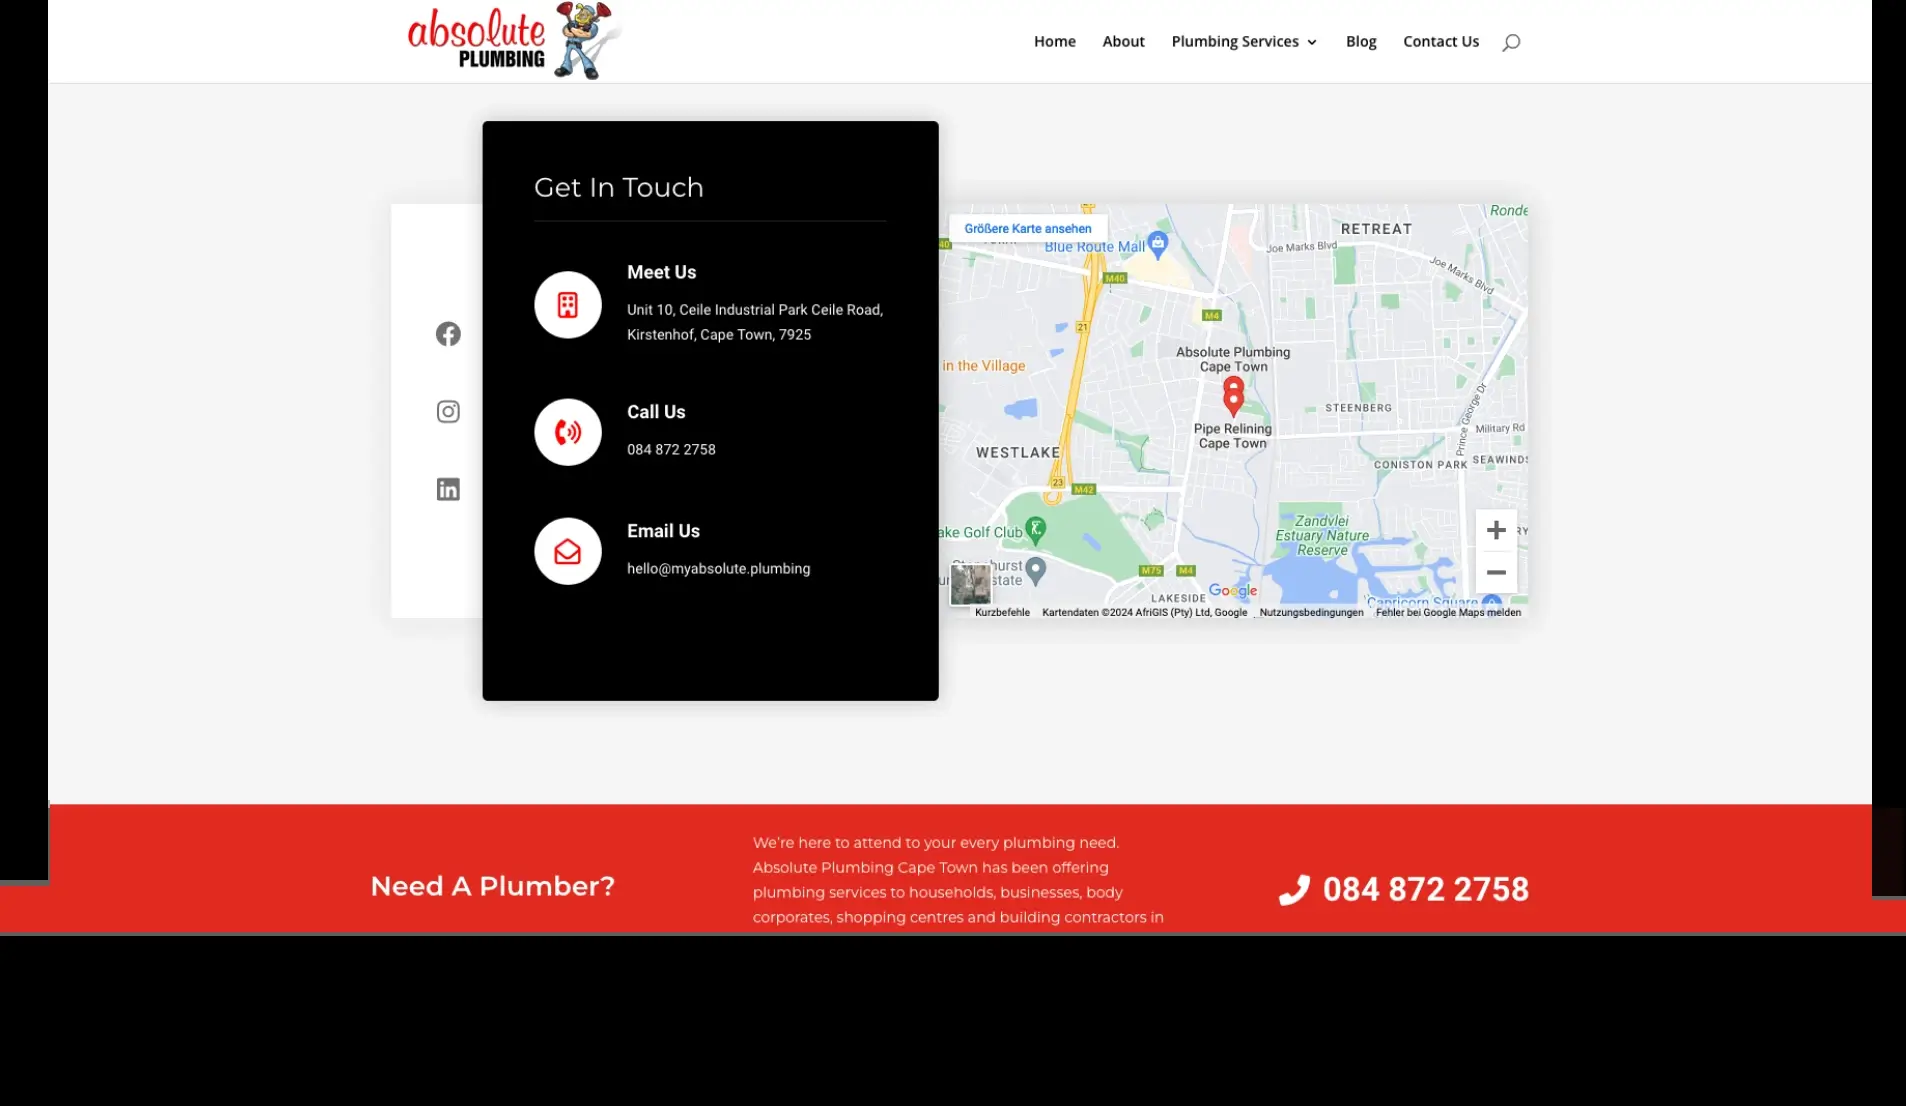 absolute
PLUMBING
Home
About
Plumbing Services
Blog
Contact Us
Get In Touch
Meet Us
Unit 10, Ceile Industrial Park Ceile Road,
Kirstenhof, Cape Town, 7925
Call Us
084 872 2758
Email Us
hello@myabsolute.plumbing
Größere Karte ansehen
Blue Route Mall
40
M40
M4
21
RETREAT
Ronde
Joe Marks Blvd
Joe Marks Blvd
in the Village
Absolute Plumbing
Cape Town
Pipe Relining
Cape Town
STEENBERG
Prince George Dr
Military Rd
WESTLAKE
CONISTON PARK
SEAWINDS
23
M42
ake Golf Club
Zandvlei
Estuary Nature
Reserve
RY
state
M75
M4
LAKESIDE
Google
Capricorn Square
Kurzbefehle
Kartendaten ©2024 AfriGIS (Pty) Ltd, Google
Nutzungsbedingungen
Fehler bei Google Maps melden
Need A Plumber?
We're here to attend to your every plumbing need.
Absolute Plumbing Cape Town has been offering
plumbing services to households, businesses, body
corporates, shopping centres and building contractors in
084 872 2758